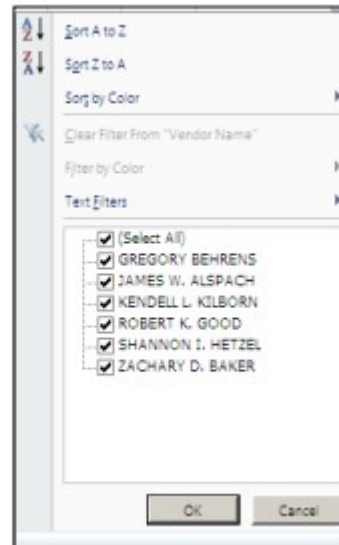 Sort A to Z
Sort Z to A
Sort by Color
Clear Filter From "Vendor Name"
Filter by Color
Text Filters
(Select All)
GREGORY BEHRENS
JAMES W. ALSPACH
KENDELL L. KILBORN
ROBERT K. GOOD
SHANNON I. HETZEL
ZACHARY D. BAKER
OK Cancel